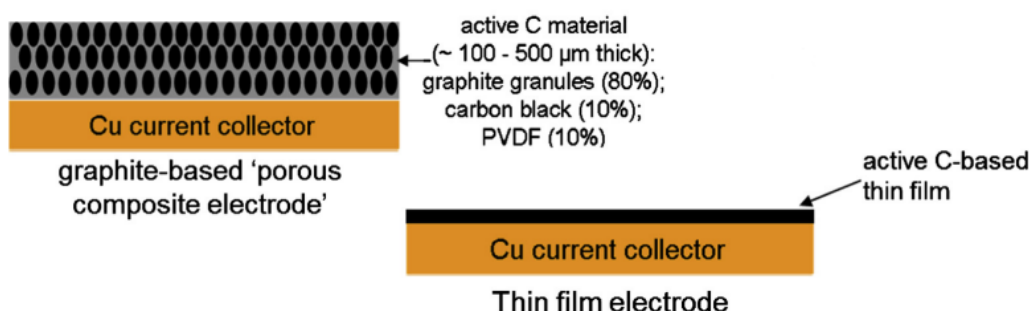 active C material
(~ 100 - 500 µm thick):
graphite granules (80%);
carbon black (10%);
PVDF (10%)
Cu current collector
graphite-based ‘porous
composite electrode’
active C-based
thin film
Cu current collector
Thin film electrode